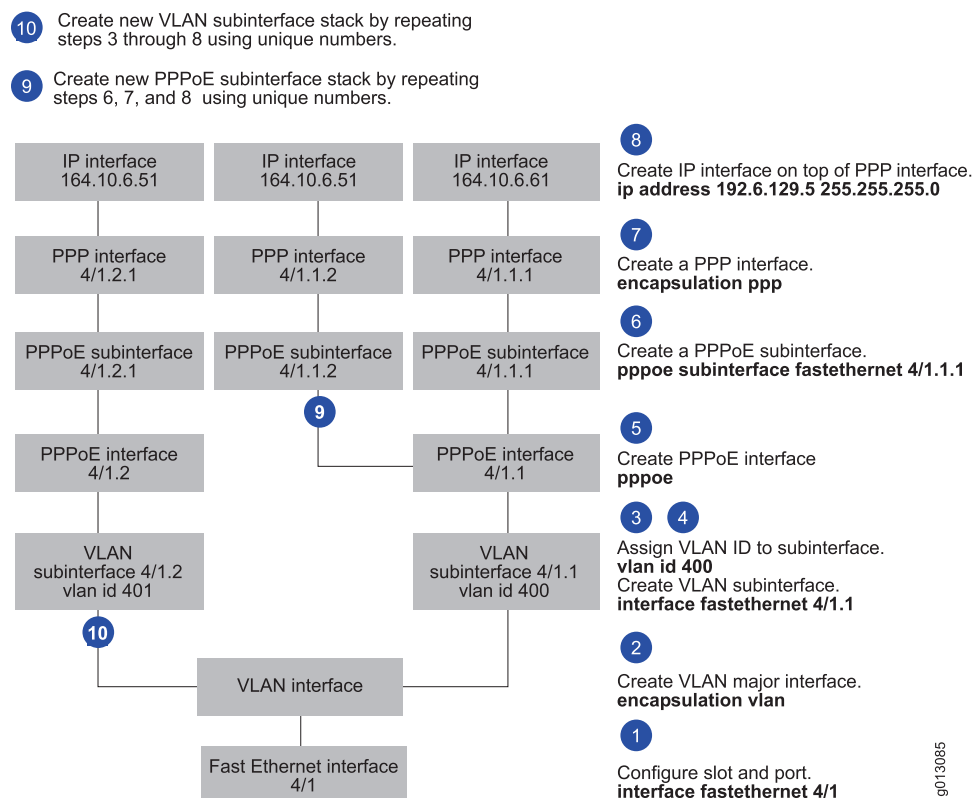 10
Create new VLAN subinterface stack by repeating
steps 3 through 8 using unique numbers.
9
Create new PPPoE subinterface stack by repeating
steps 6, 7, and 8 using unique numbers.
IP interface
164.10.6.51
IP interface
164.10.6.51
IP interface
164.10.6.61
8
Create IP interface on top of PPP interface.
ip address 192.6.129.5 255.255.255.0
PPP interface
4/1.2.1
PPP interface
4/1.1.2
PPP interface
4/1.1.1
7
Create a PPP interface.
encapsulation ppp
PPPoE subinterface
4/1.2.1
PPPoE subinterface
4/1.1.2
PPPoE subinterface
4/1.1.1
6
Create a PPPoE subinterface.
pppoe subinterface fastethernet 4/1.1.1
9
PPPoE interface
4/1.2
PPPoE interface
4/1.1
5
Create PPPoE interface
pppoe
VLAN
subinterface 4/1.2
vlan id 401
VLAN
subinterface 4/1.1
vlan id 400
3
4
Assign VLAN ID to subinterface.
vlan id 400
Create VLAN subinterface.
interface fastethernet 4/1.1
10
VLAN interface
2
Create VLAN major interface.
encapsulation vlan
Fast Ethernet interface
4/1
1
Configure slot and port.
interface fastethernet 4/1
g013085